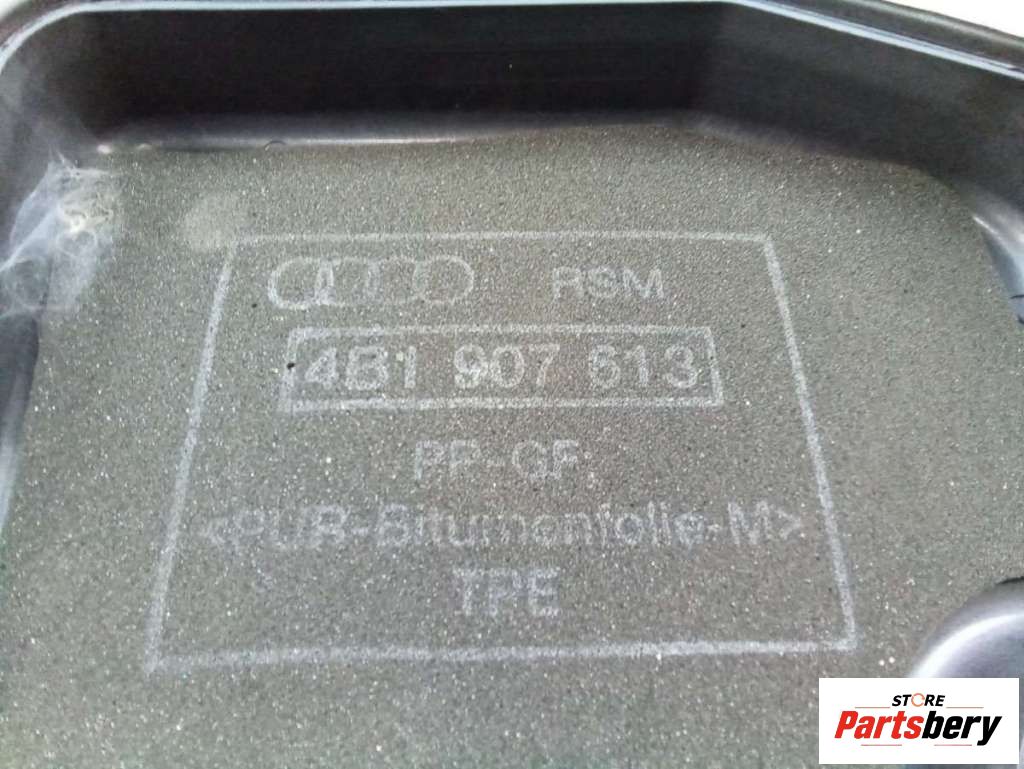 RSM
4B1 907 613
PP-GF
<PUR-Bitumenfolie-M>
TPE
STORE
Partsbery